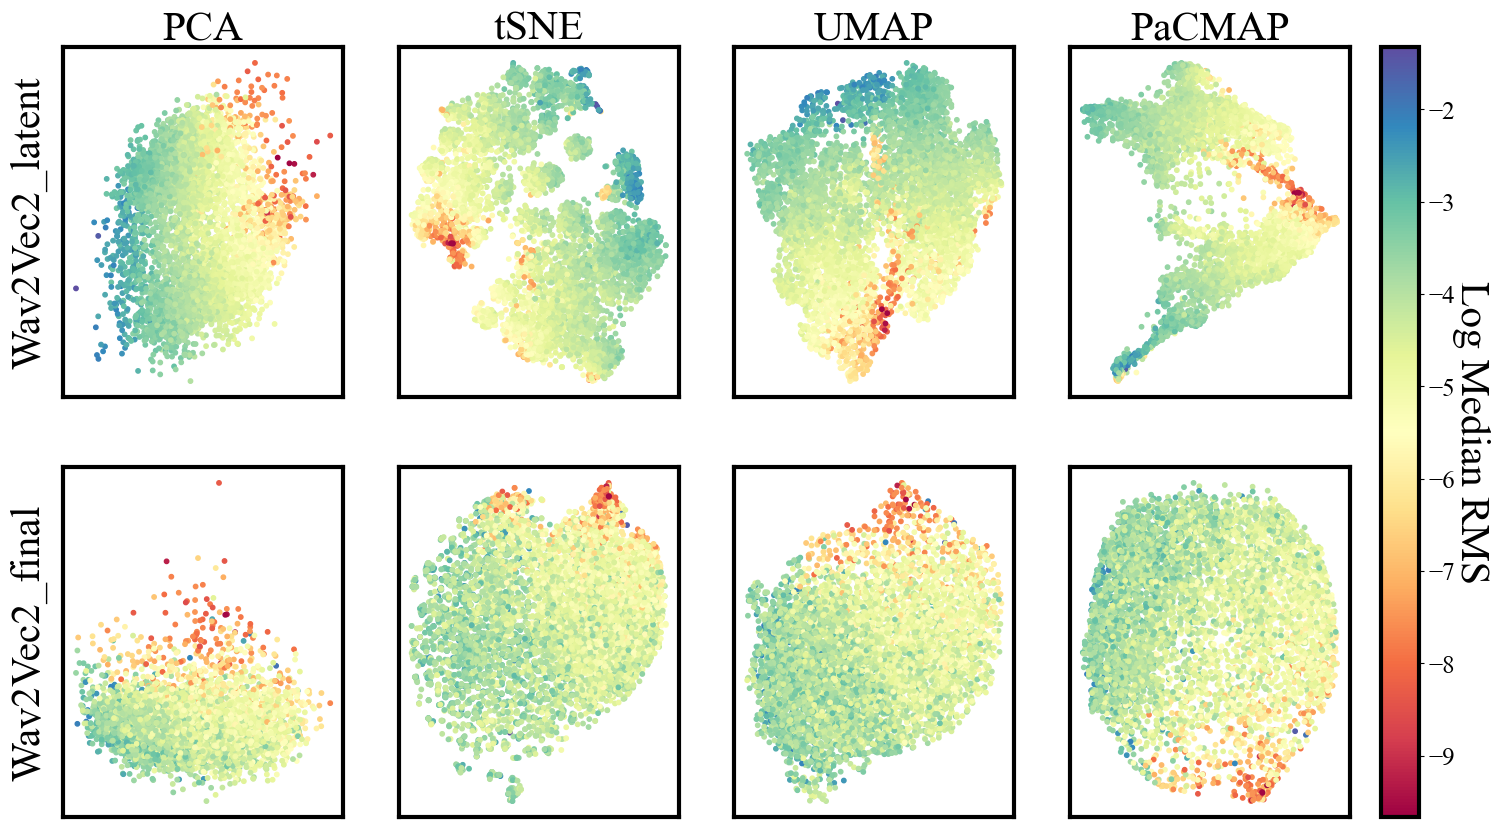 PCA
tSNE
UMAP
PaCMAP
Wav2Vec2_latent
Wav2Vec2_final
−2
−3
−4
−5
−6
−7
−8
−9
Log Median RMS